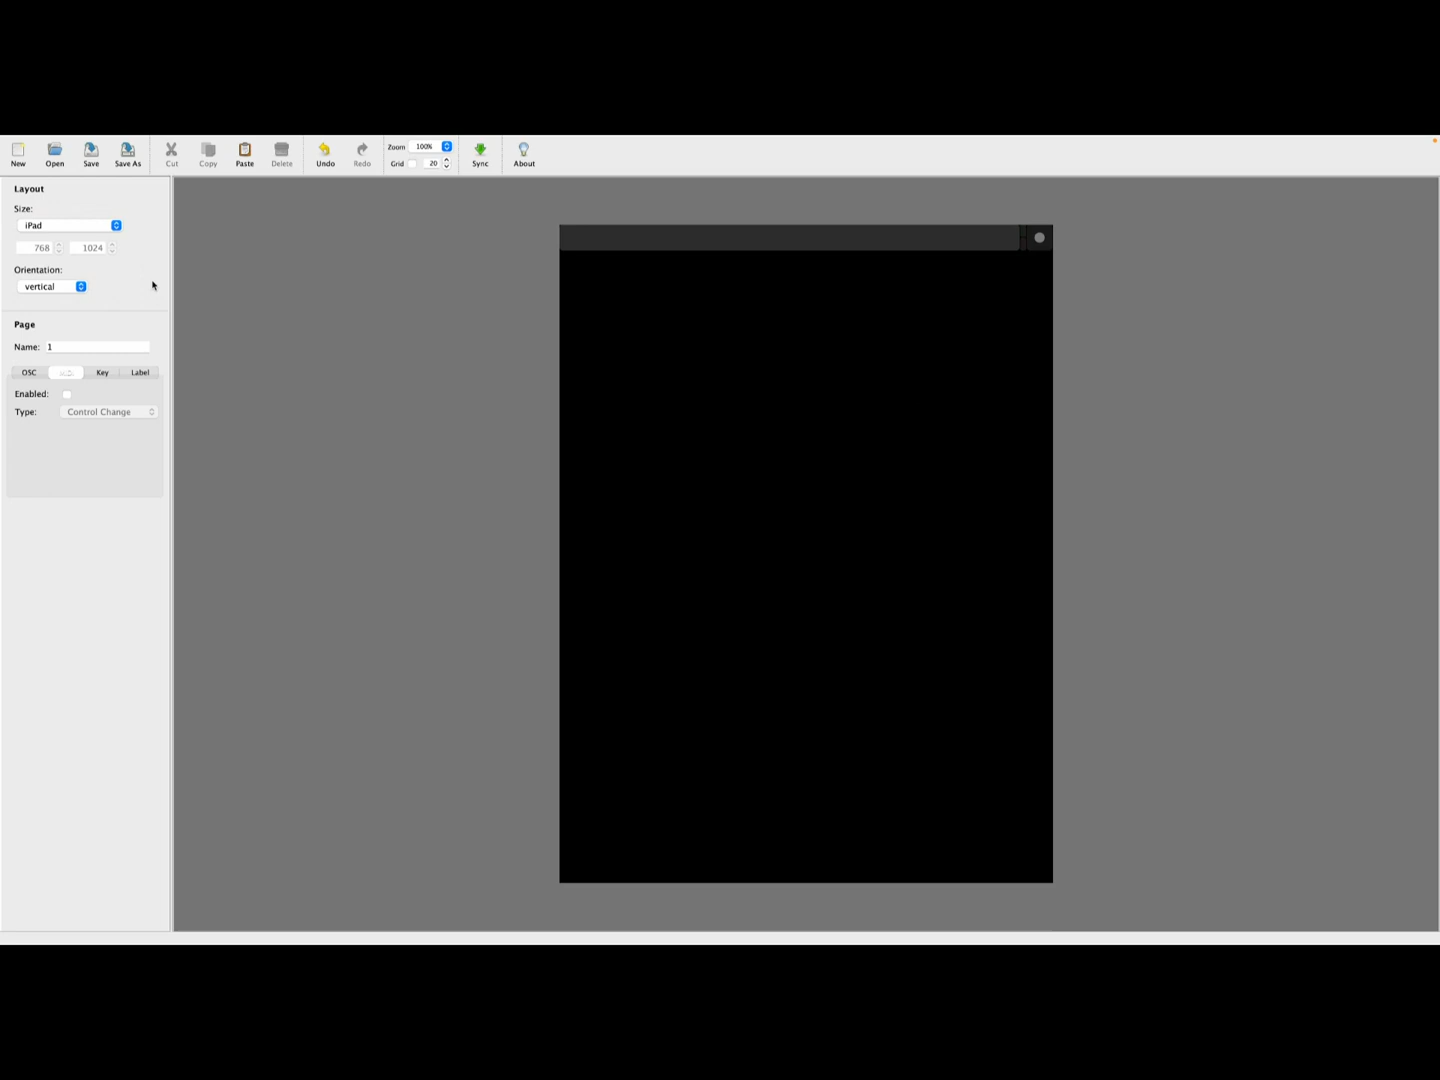 New Open Save Save As Cut Copy Paste Delete Undo Redo Zoom 100% Grid 20 Sync About
Layout
Size:
iPad
768 1024
Orientation:
vertical
Page
Name: 1
OSC Key Label
Enabled:
Type: Control Change